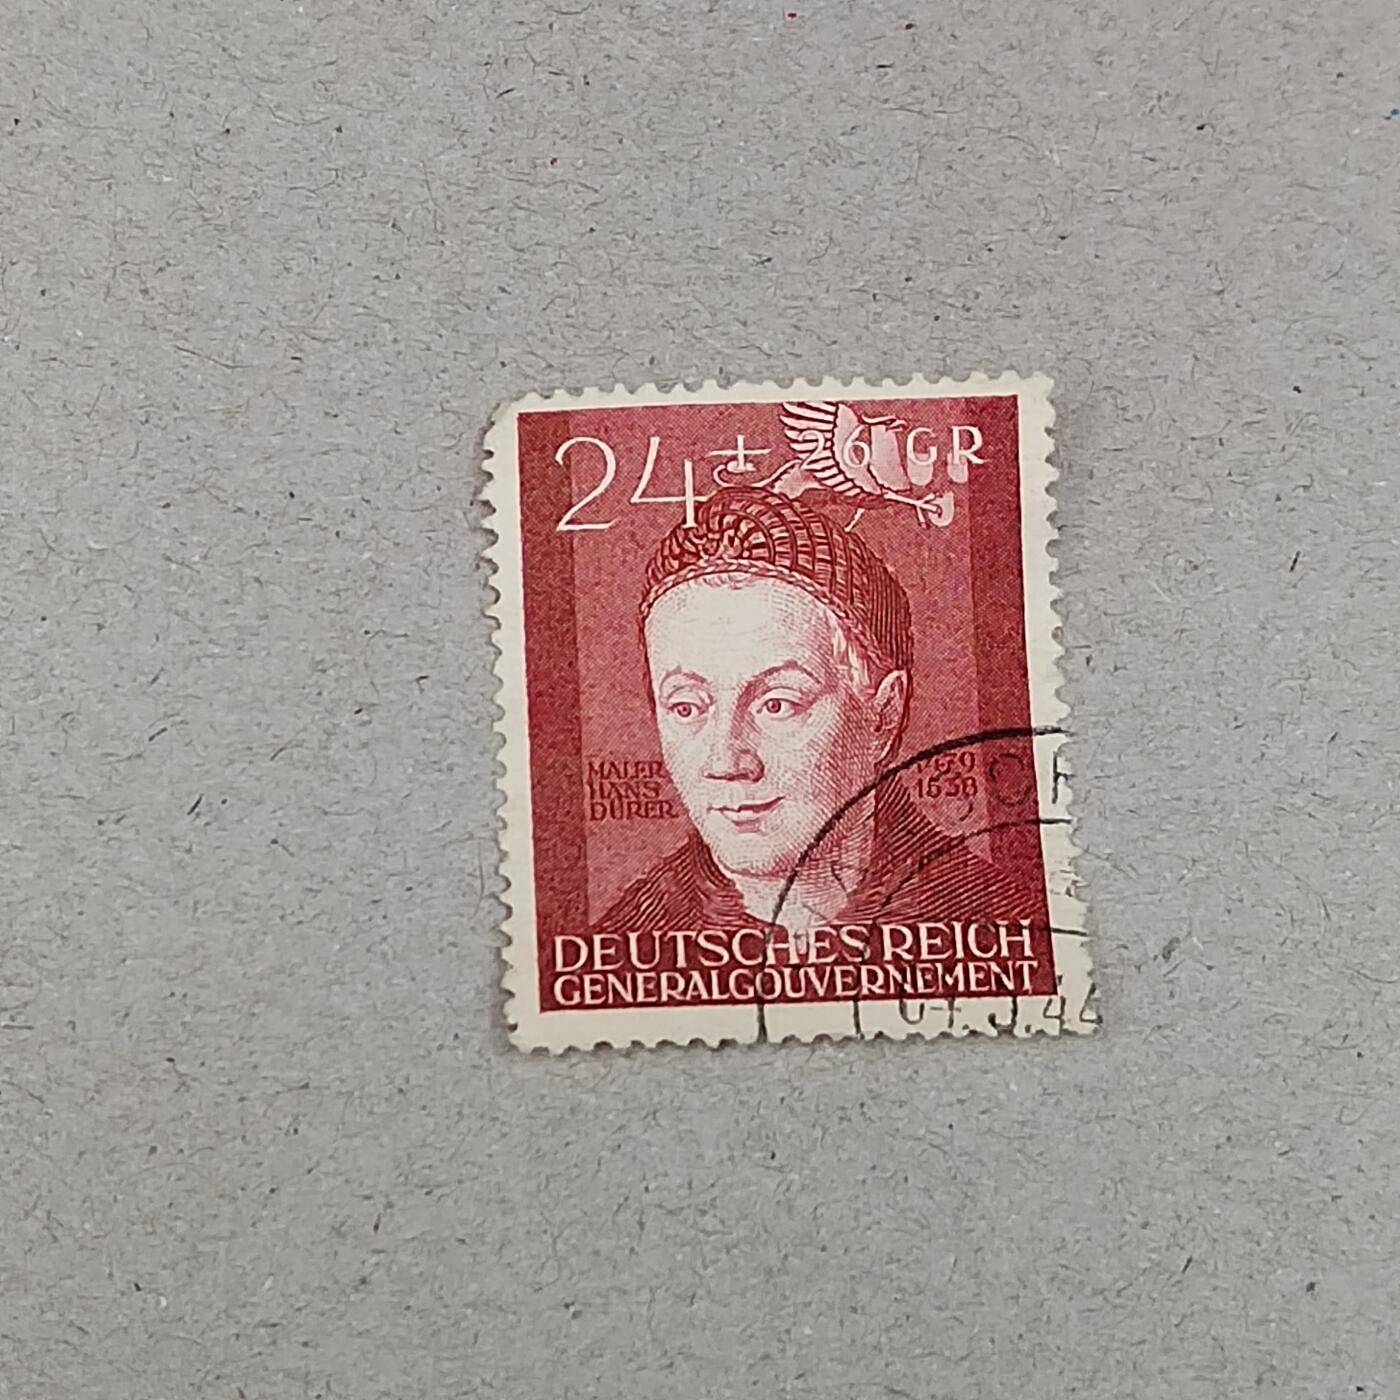 24 + 26 GR
MALER
HANS
DÜRER
1538
DEUTSCHES REICH
GENERALGOUVERNEMENT